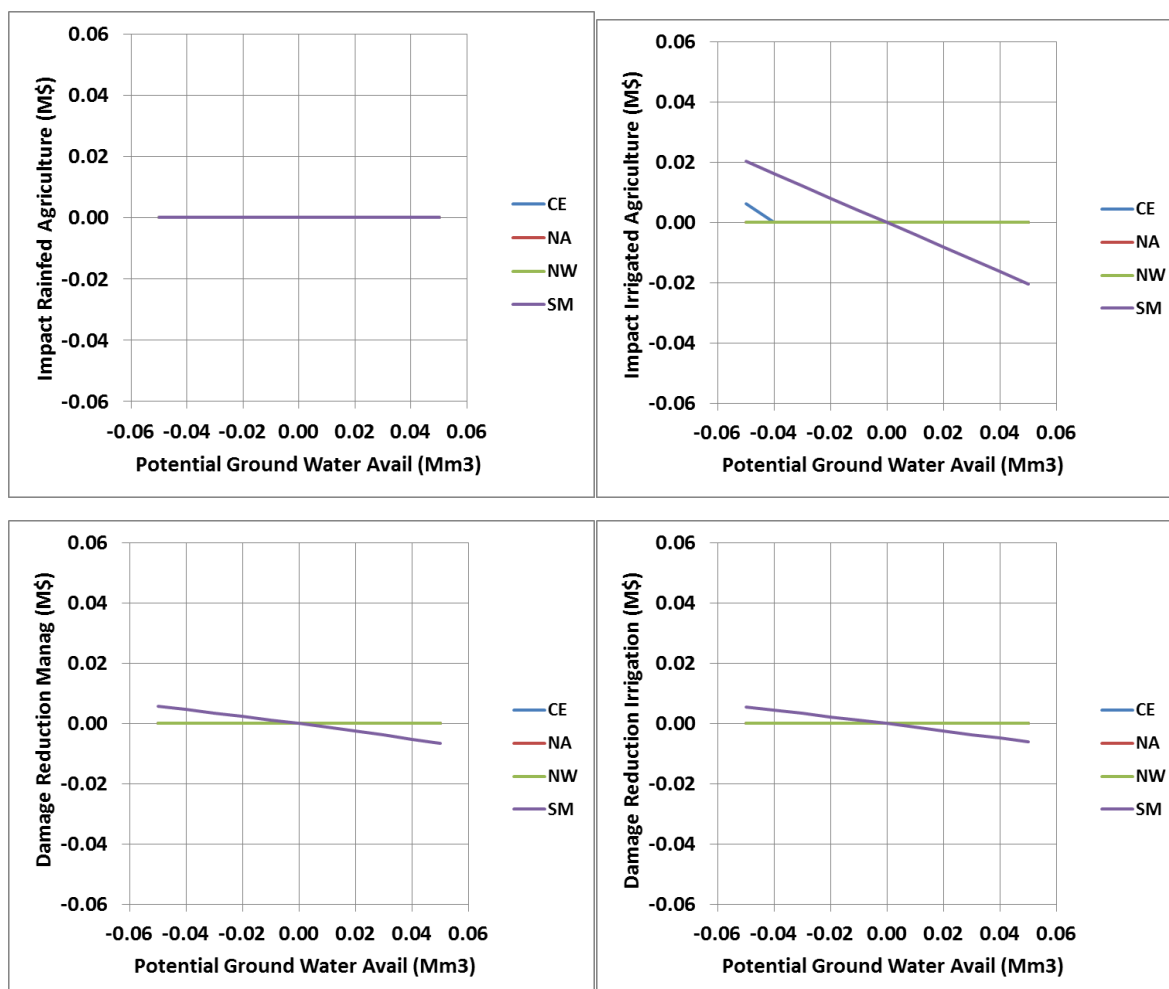 Impact Rainfed Agriculture (M$)
0.06
0.04
0.02
0.00
-0.02
-0.04
-0.06
-0.06 -0.04 -0.02 0.00 0.02 0.04 0.06
Potential Ground Water Avail (Mm3)
CE
NA
NW
SM
Impact Irrigated Agriculture (M$)
0.06
0.04
0.02
0.00
-0.02
-0.04
-0.06
-0.06 -0.04 -0.02 0.00 0.02 0.04 0.06
Potential Ground Water Avail (Mm3)
CE
NA
NW
SM
Damage Reduction Manag (M$)
0.06
0.04
0.02
0.00
-0.02
-0.04
-0.06
-0.06 -0.04 -0.02 0.00 0.02 0.04 0.06
Potential Ground Water Avail (Mm3)
CE
NA
NW
SM
Damage Reduction Irrigation (M$)
0.06
0.04
0.02
0.00
-0.02
-0.04
-0.06
-0.06 -0.04 -0.02 0.00 0.02 0.04 0.06
Potential Ground Water Avail (Mm3)
CE
NA
NW
SM